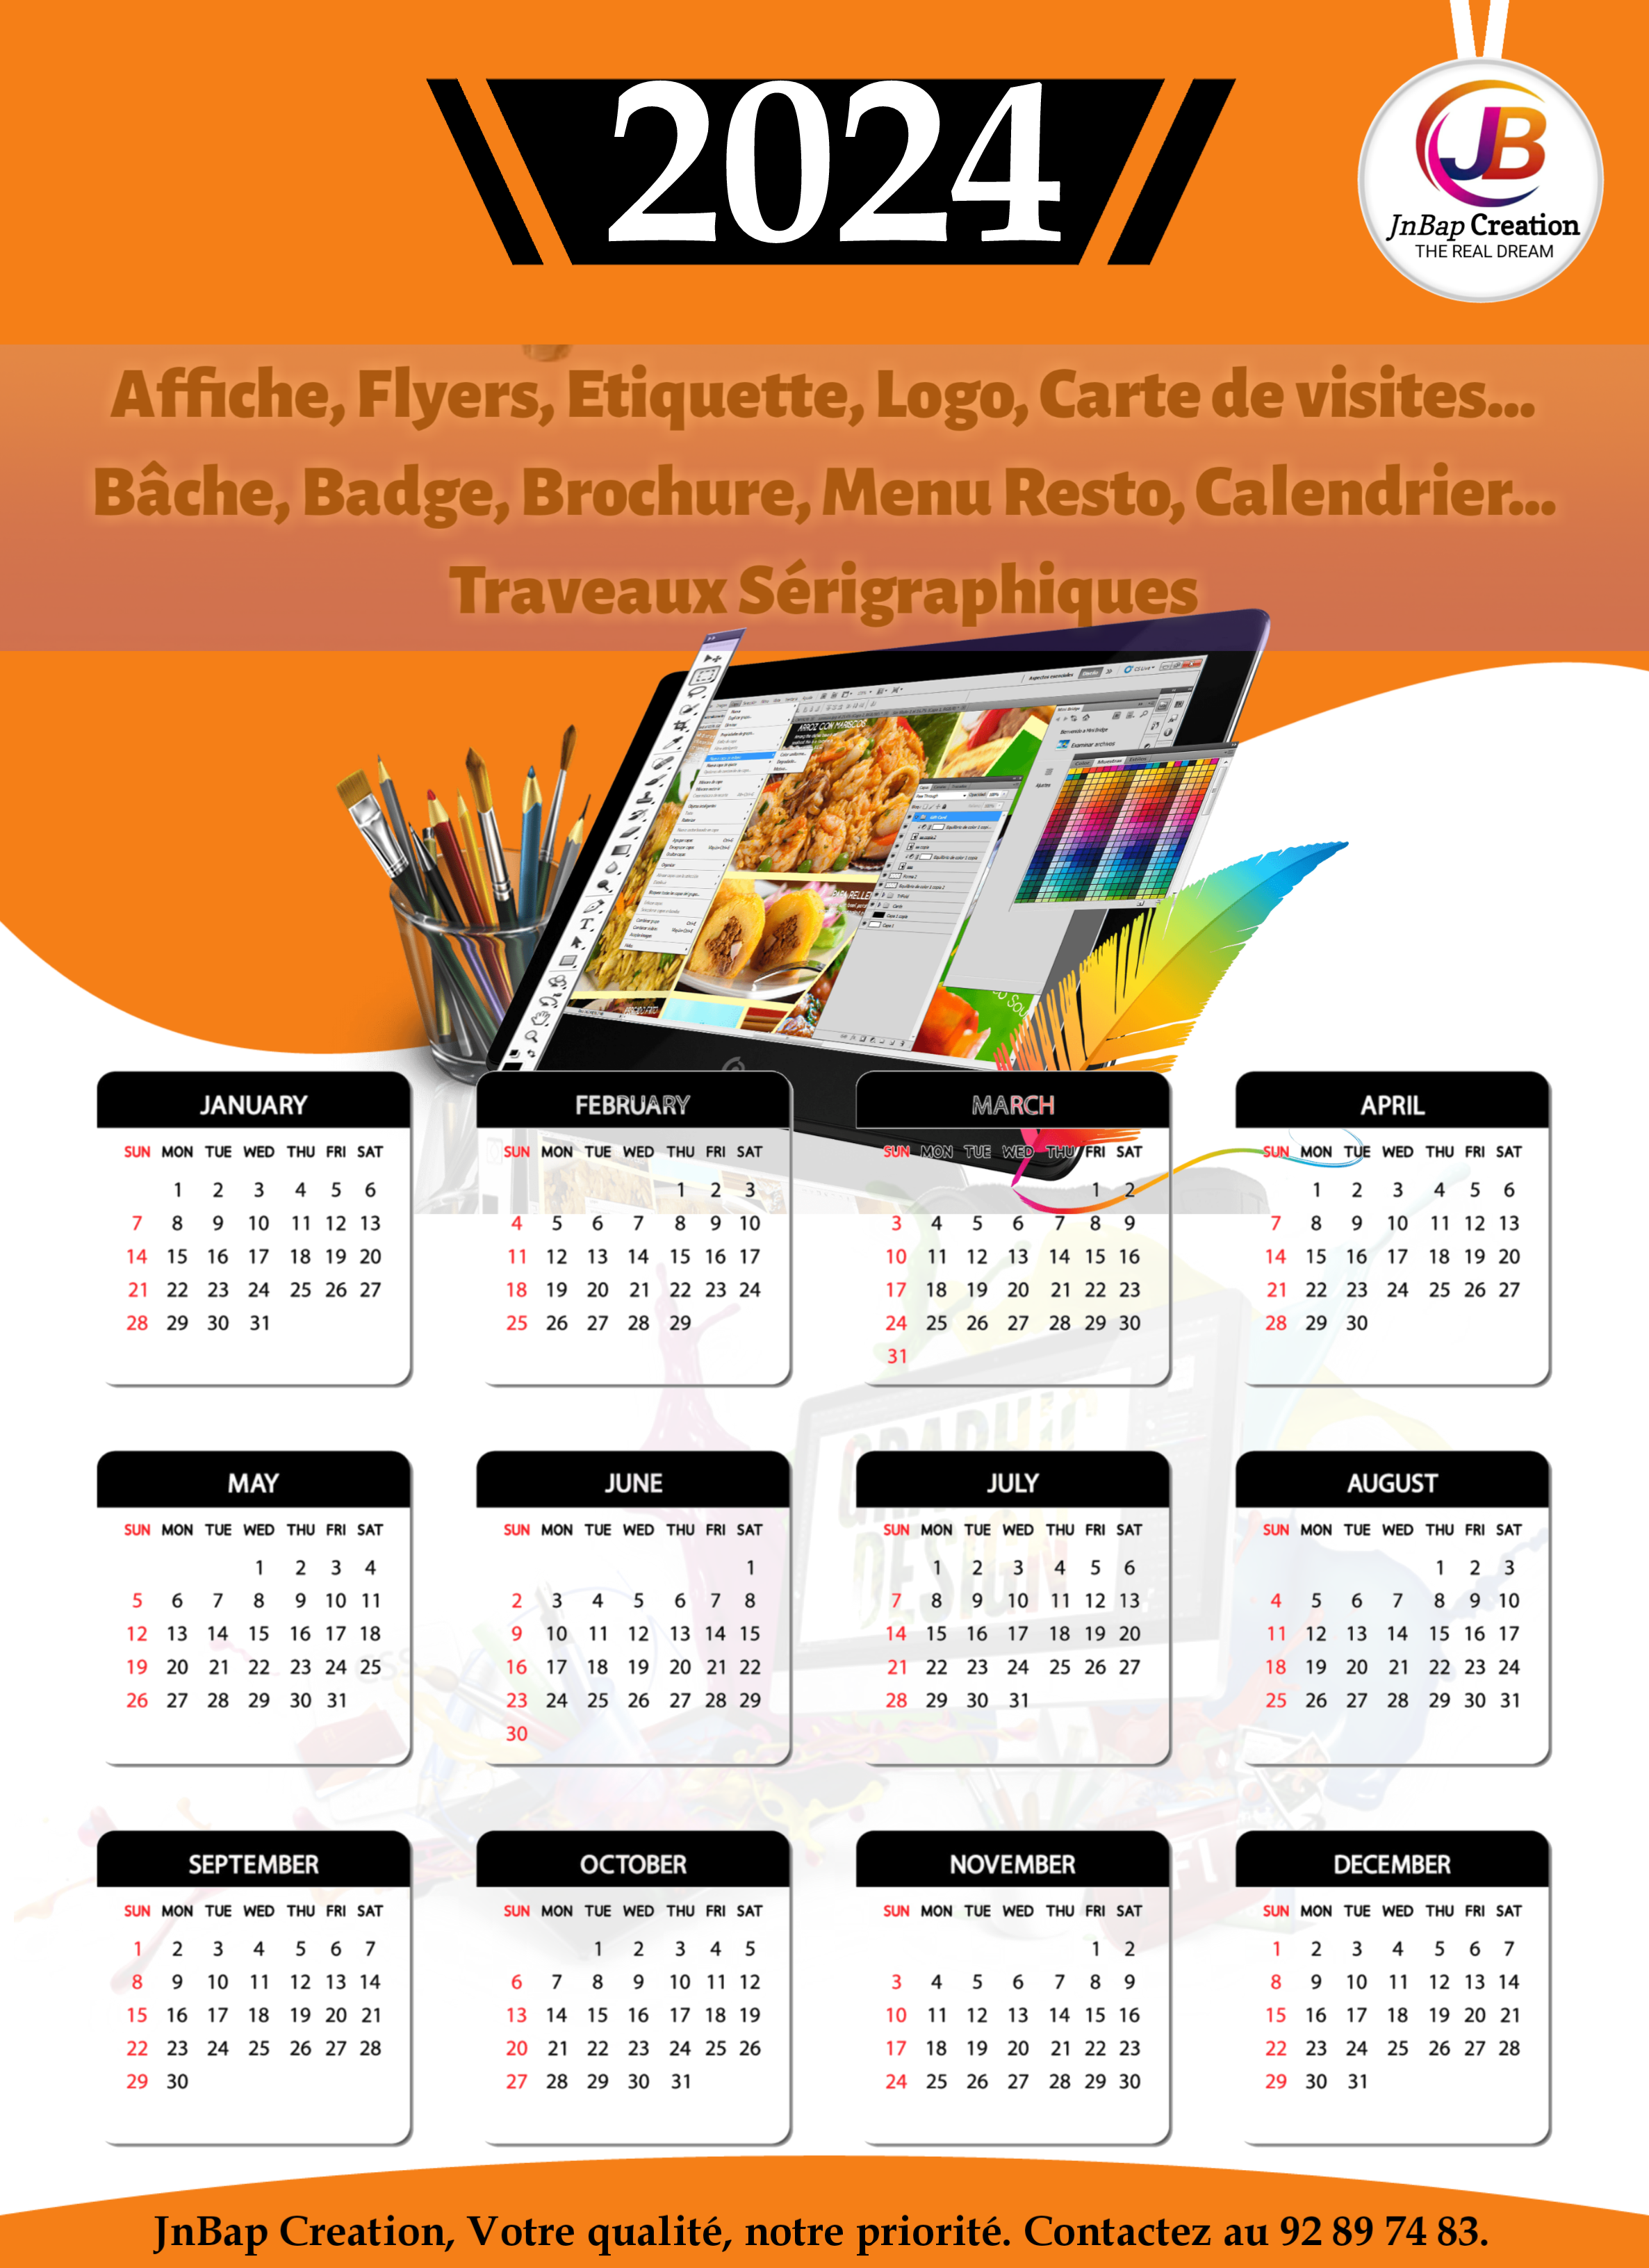 2024
JB
JnBap Creation
THE REAL DREAM
Affiche, Flyers, Etiquette, Logo, Carte de visites...
Bâche, Badge, Brochure, Menu Resto, Calendrier...
Traveaux Sérigraphiques
ARROZ CON MARISCOS
Examinar archivos
JANUARY
SUN MON TUE WED THU FRI SAT
1 2 3 4 5 6
7 8 9 10 11 12 13
14 15 16 17 18 19 20
21 22 23 24 25 26 27
28 29 30 31
FEBRUARY
SUN MON TUE WED THU FRI SAT
1 2 3
4 5 6 7 8 9 10
11 12 13 14 15 16 17
18 19 20 21 22 23 24
25 26 27 28 29
MARCH
SUN MON TUE WED THU FRI SAT
1 2
3 4 5 6 7 8 9
10 11 12 13 14 15 16
17 18 19 20 21 22 23
24 25 26 27 28 29 30
31
APRIL
SUN MON TUE WED THU FRI SAT
1 2 3 4 5 6
7 8 9 10 11 12 13
14 15 16 17 18 19 20
21 22 23 24 25 26 27
28 29 30
MAY
SUN MON TUE WED THU FRI SAT
1 2 3 4
5 6 7 8 9 10 11
12 13 14 15 16 17 18
19 20 21 22 23 24 25
26 27 28 29 30 31
JUNE
SUN MON TUE WED THU FRI SAT
1
2 3 4 5 6 7 8
9 10 11 12 13 14 15
16 17 18 19 20 21 22
23 24 25 26 27 28 29
30
JULY
SUN MON TUE WED THU FRI SAT
1 2 3 4 5 6
7 8 9 10 11 12 13
14 15 16 17 18 19 20
21 22 23 24 25 26 27
28 29 30 31
AUGUST
SUN MON TUE WED THU FRI SAT
1 2 3
4 5 6 7 8 9 10
11 12 13 14 15 16 17
18 19 20 21 22 23 24
25 26 27 28 29 30 31
GRAPHIC
DESIGN
SEPTEMBER
SUN MON TUE WED THU FRI SAT
1 2 3 4 5 6 7
8 9 10 11 12 13 14
15 16 17 18 19 20 21
22 23 24 25 26 27 28
29 30
OCTOBER
SUN MON TUE WED THU FRI SAT
1 2 3 4 5
6 7 8 9 10 11 12
13 14 15 16 17 18 19
20 21 22 23 24 25 26
27 28 29 30 31
NOVEMBER
SUN MON TUE WED THU FRI SAT
1 2
3 4 5 6 7 8 9
10 11 12 13 14 15 16
17 18 19 20 21 22 23
24 25 26 27 28 29 30
DECEMBER
SUN MON TUE WED THU FRI SAT
1 2 3 4 5 6 7
8 9 10 11 12 13 14
15 16 17 18 19 20 21
22 23 24 25 26 27 28
29 30 31
JnBap Creation, Votre qualité, notre priorité. Contactez au 92 89 74 83.